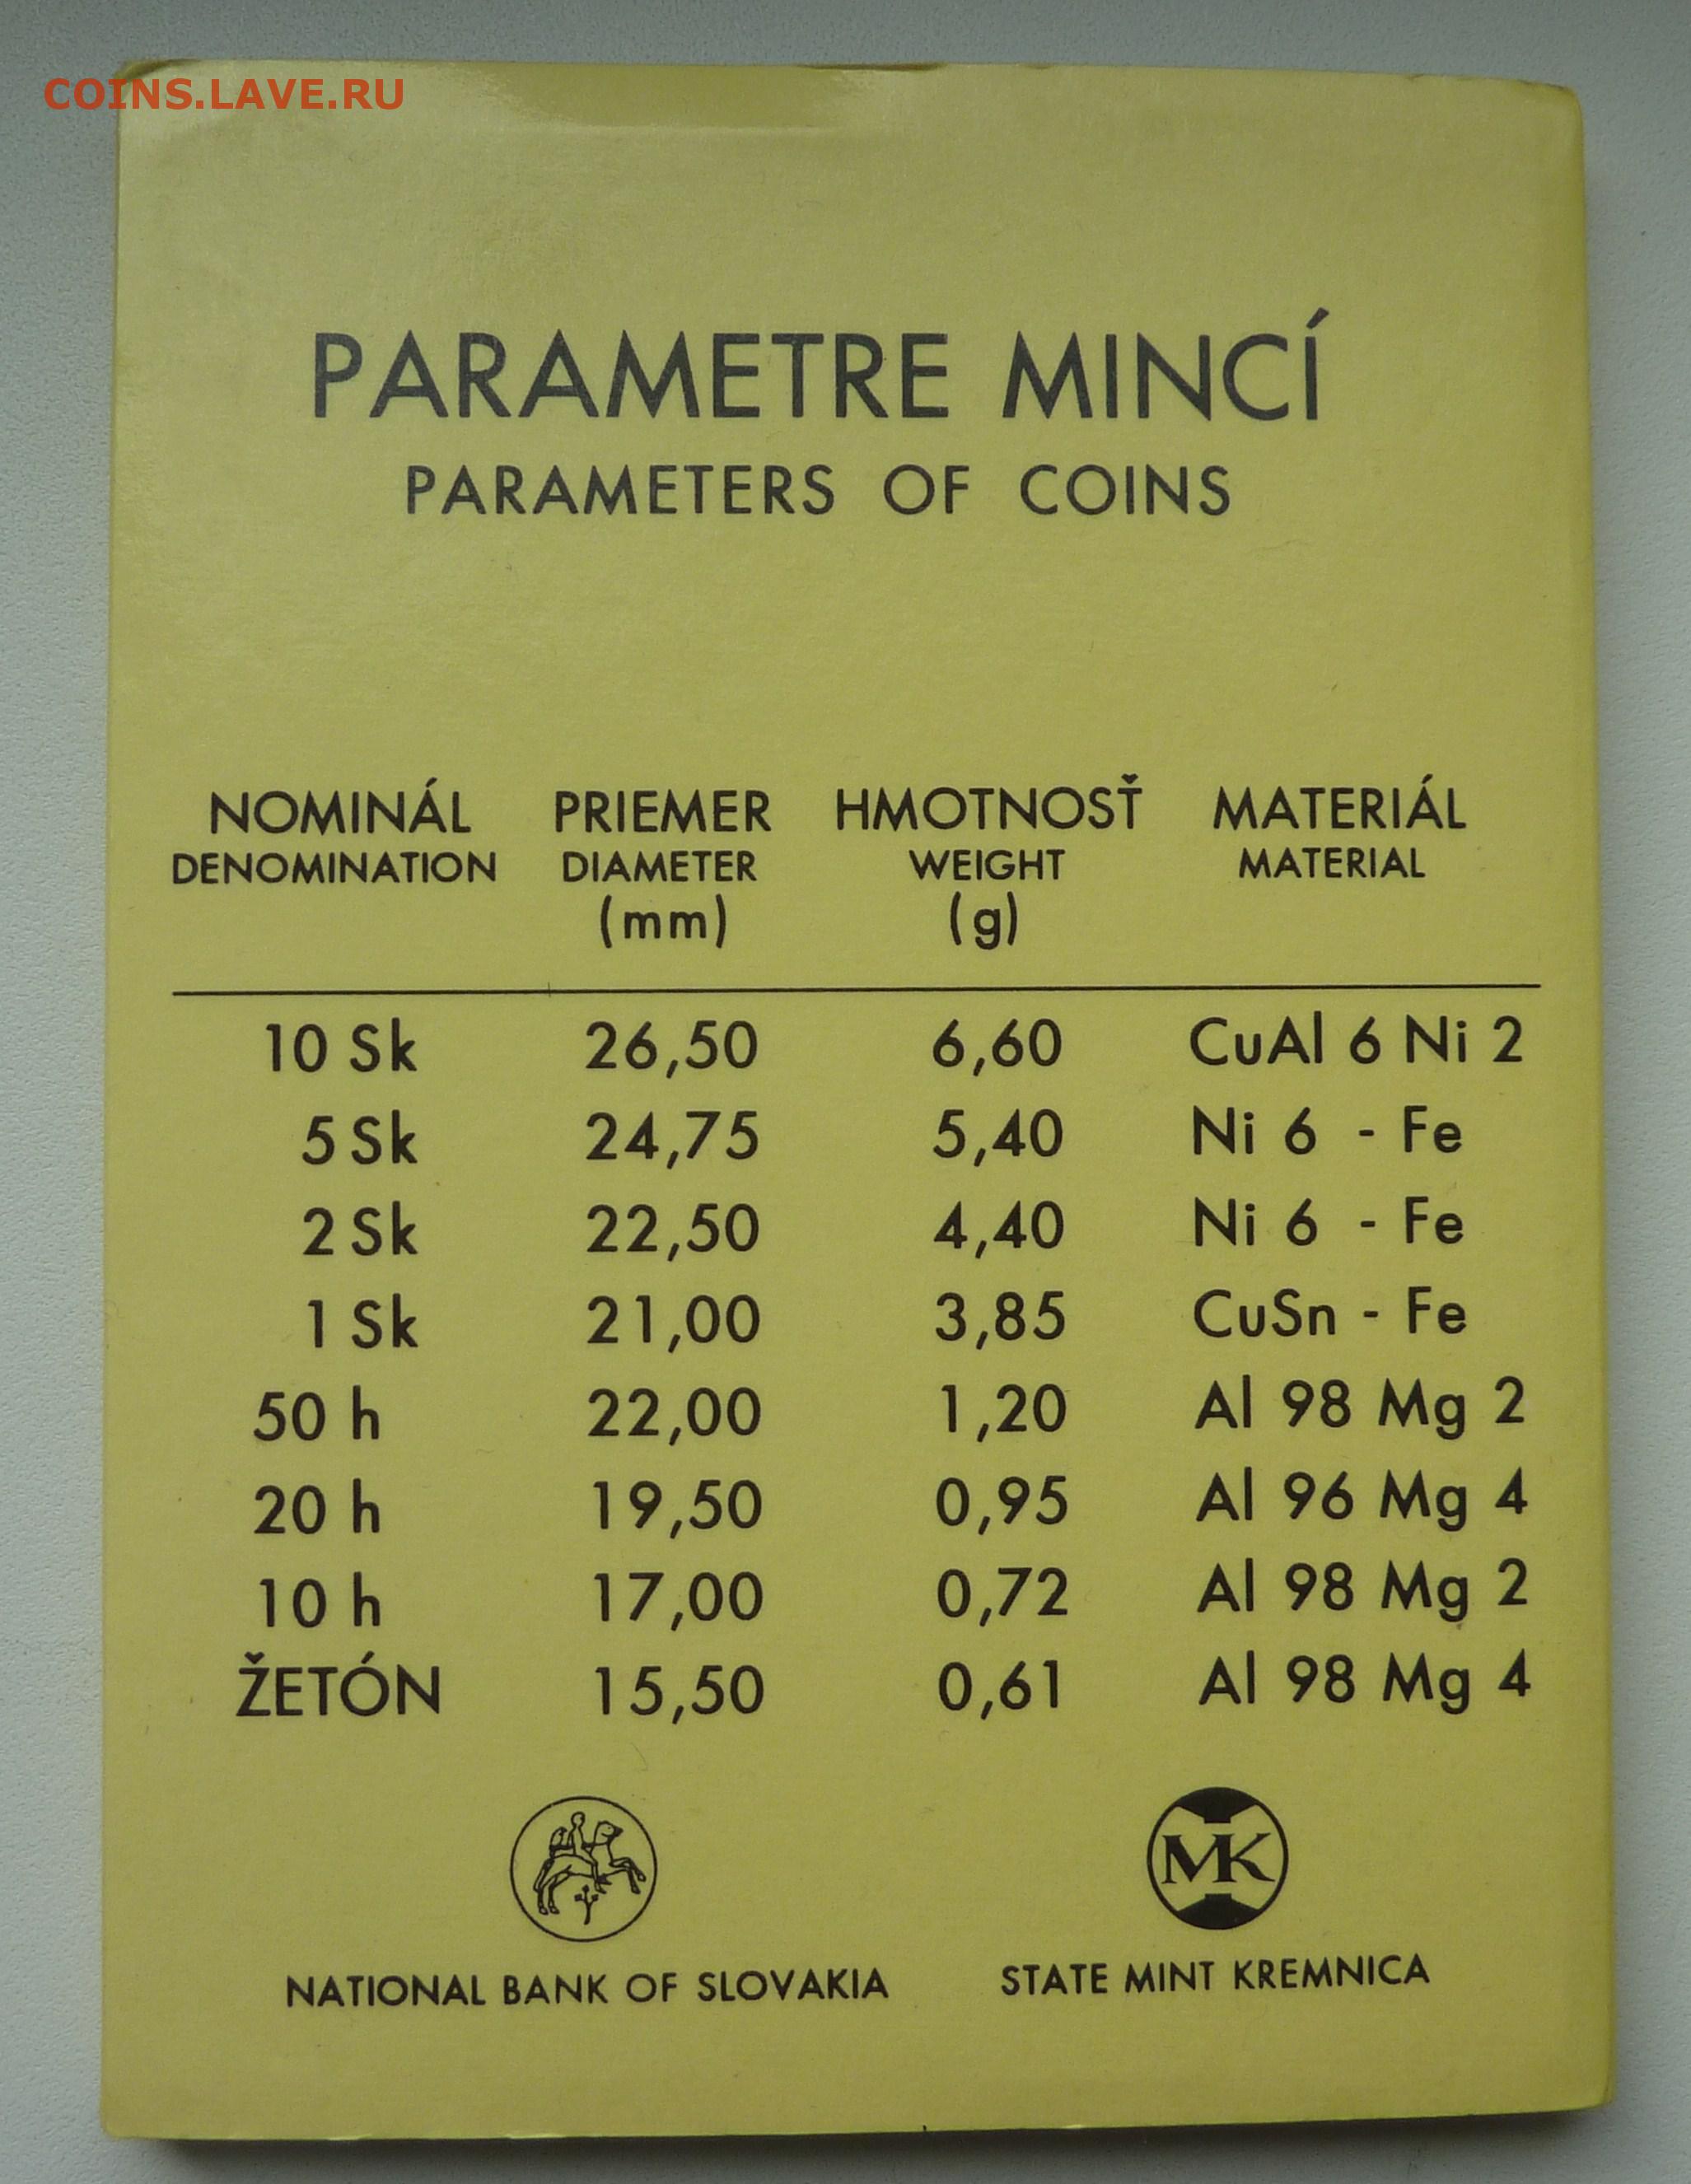 COINS.LAVE.RU
PARAMETRE MINCÍ
PARAMETERS OF COINS
NOMINÁL PRIEMER HMOTNOSŤ MATERIÁL
DENOMINATION DIAMETER WEIGHT MATERIAL
(mm) (g)
10 Sk 26,50 6,60 CuAl 6 Ni 2
5 Sk 24,75 5,40 Ni 6 - Fe
2 Sk 22,50 4,40 Ni 6 - Fe
1 Sk 21,00 3,85 CuSn - Fe
50 h 22,00 1,20 Al 98 Mg 2
20 h 19,50 0,95 Al 96 Mg 4
10 h 17,00 0,72 Al 98 Mg 2
ŽETÓN 15,50 0,61 Al 98 Mg 4
MK
NATIONAL BANK OF SLOVAKIA STATE MINT KREMNICA